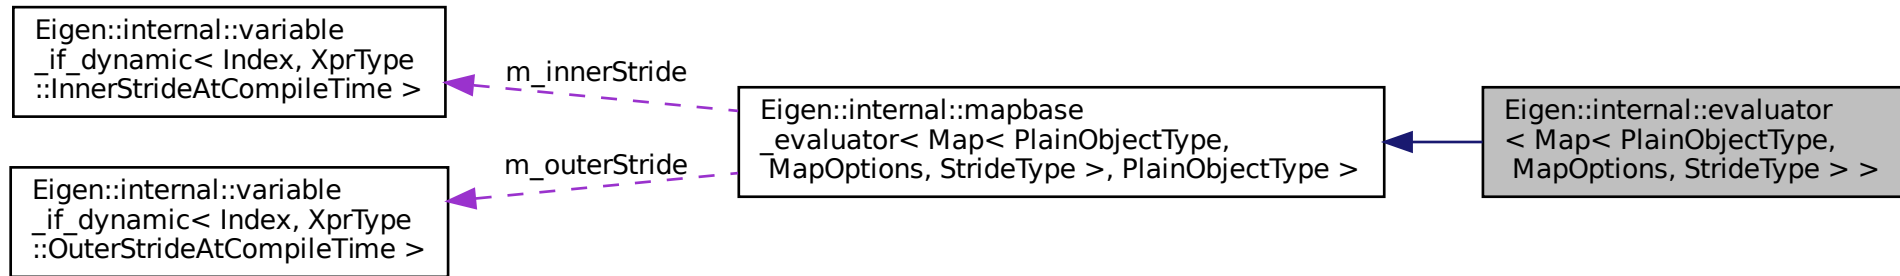 Eigen::internal::variable
_if_dynamic< Index, XprType
::InnerStrideAtCompileTime >
m_innerStride
Eigen::internal::mapbase
_evaluator< Map< PlainObjectType,
MapOptions, StrideType >, PlainObjectType >
Eigen::internal::evaluator
< Map< PlainObjectType,
MapOptions, StrideType > >
m_outerStride
Eigen::internal::variable
_if_dynamic< Index, XprType
::OuterStrideAtCompileTime >